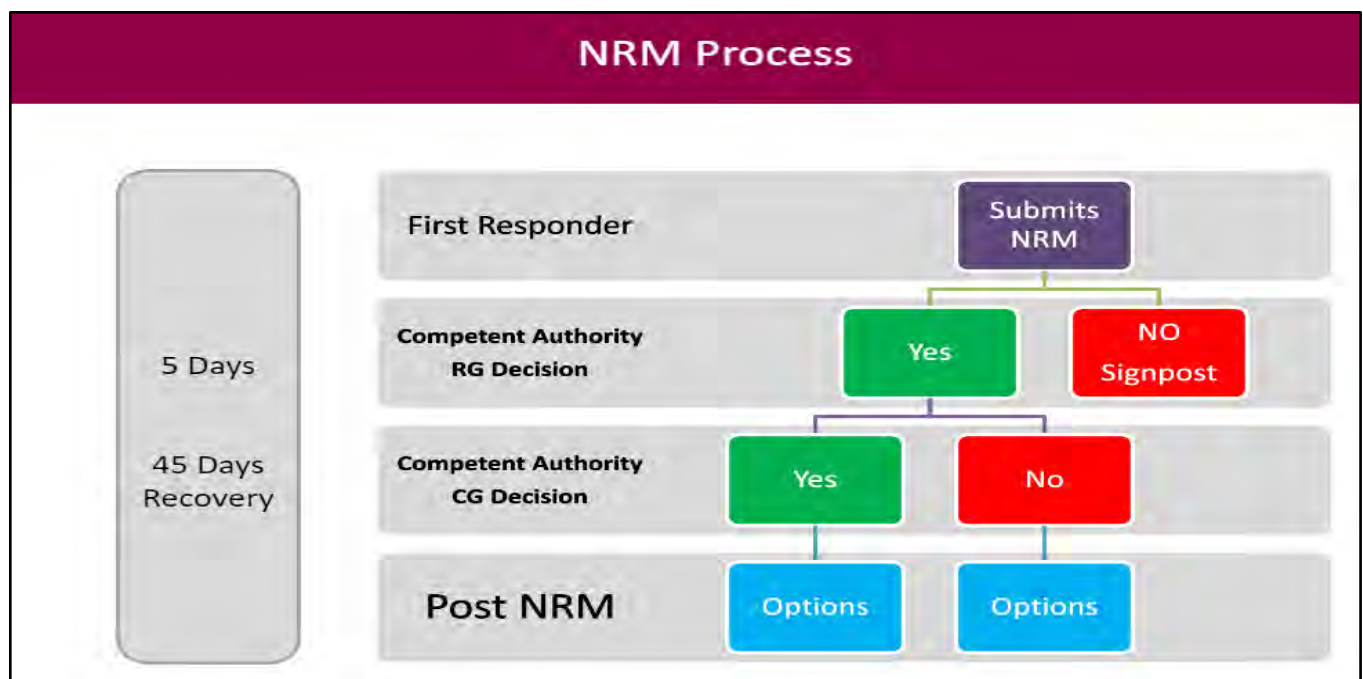 NRM Process
5 Days
45 Days
Recovery
First Responder
Submits
NRM
Competent Authority
RG Decision
Yes
NO
Signpost
Competent Authority
CG Decision
Yes
No
Post NRM
Options
Options